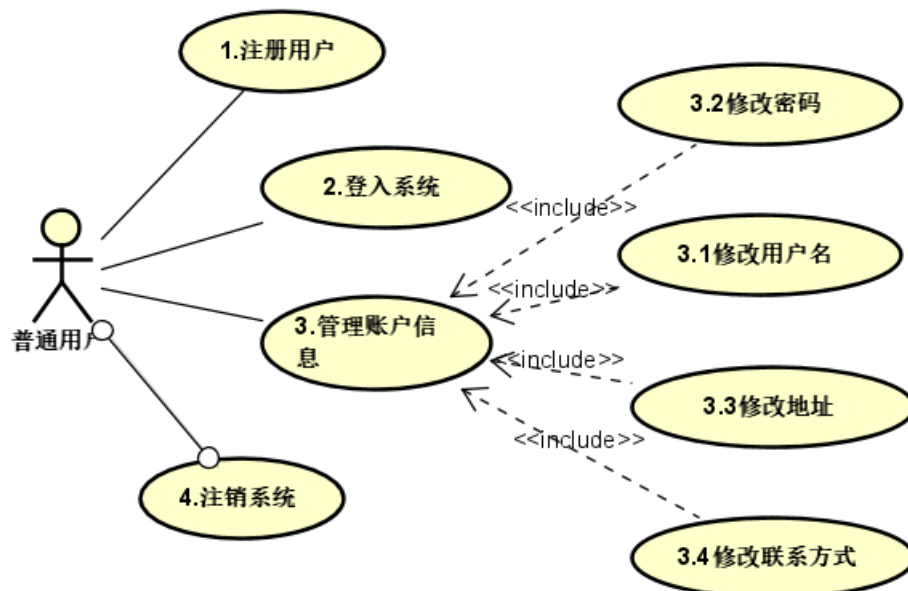 1.注册用户
3.2修改密码
2.登入系统
<<include>>
3.1修改用户名
<<include>>
普通用户
3.管理账户信
息
<<include>>
3.3修改地址
<<include>>
4.注销系统
3.4修改联系方式